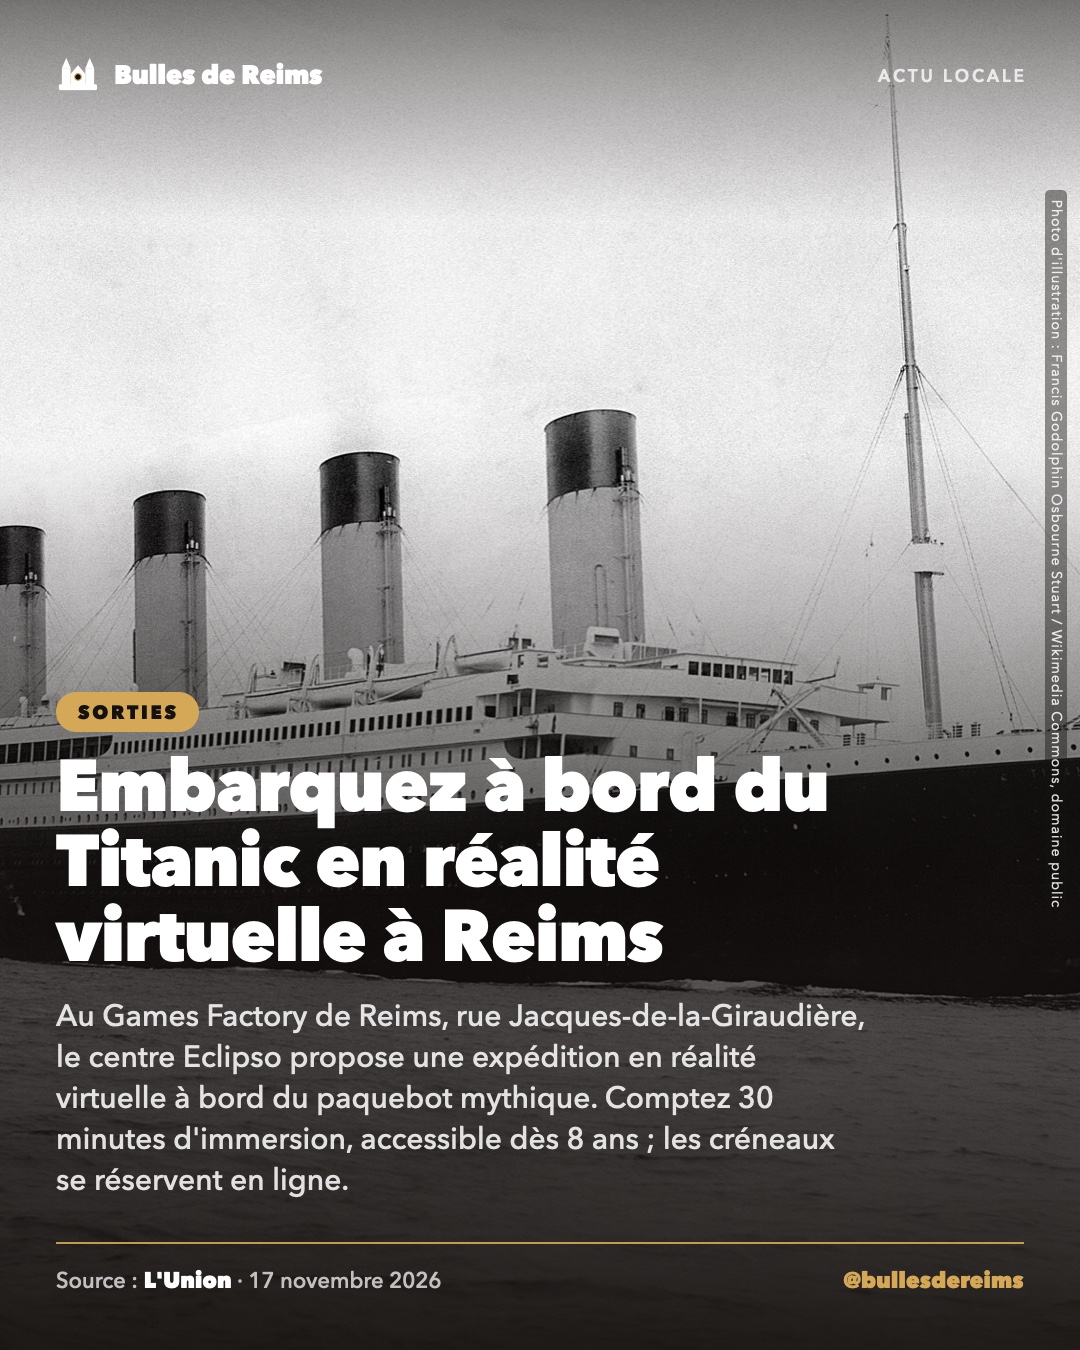 Bulles de Reims
ACTU LOCALE
Photo d'illustration : Francis Godolphin Osbourne Stuart / Wikimedia Commons, domaine public
SORTIES
Embarquez à bord du
Titanic en réalité
virtuelle à Reims
Au Games Factory de Reims, rue Jacques-de-la-Giraudière,
le centre Eclipso propose une expédition en réalité
virtuelle à bord du paquebot mythique. Comptez 30
minutes d'immersion, accessible dès 8 ans ; les créneaux
se réservent en ligne.
Source : L'Union · 17 novembre 2026
@bullesdereims